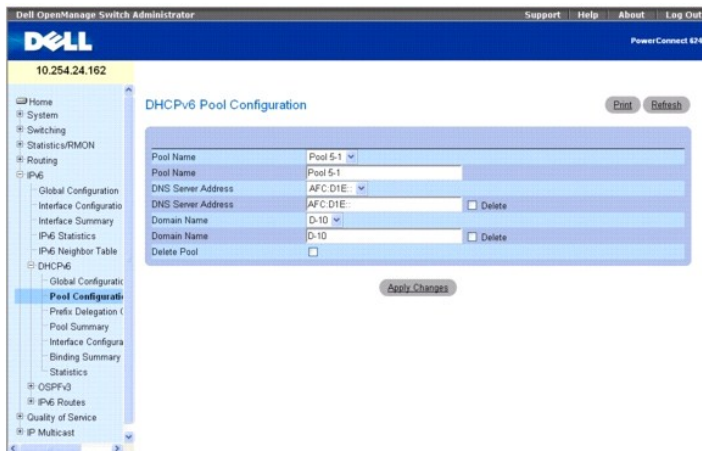 Dell OpenManage Switch Administrator Support Help About Log Out
DELL
PowerConnect 624
10.254.24.162
Home
System
Switching
Statistics/RMON
Routing
IPv6
Global Configuration
Interface Configuratio
Interface Summary
IPv6 Statistics
IPv6 Neighbor Table
DHCPv6
Global Configuratic
Pool Configuratio
Prefix Delegation C
Pool Summary
Interface Configura
Binding Summary
Statistics
OSPFv3
IPv6 Routes
Quality of Service
IP Multicast
DHCPv6 Pool Configuration
Print Refresh
Pool Name Pool 5-1
Pool Name Pool 5-1
DNS Server Address AFC:D1E::
DNS Server Address AFC:D1E:: Delete
Domain Name D-10
Domain Name D-10 Delete
Delete Pool
Apply Changes